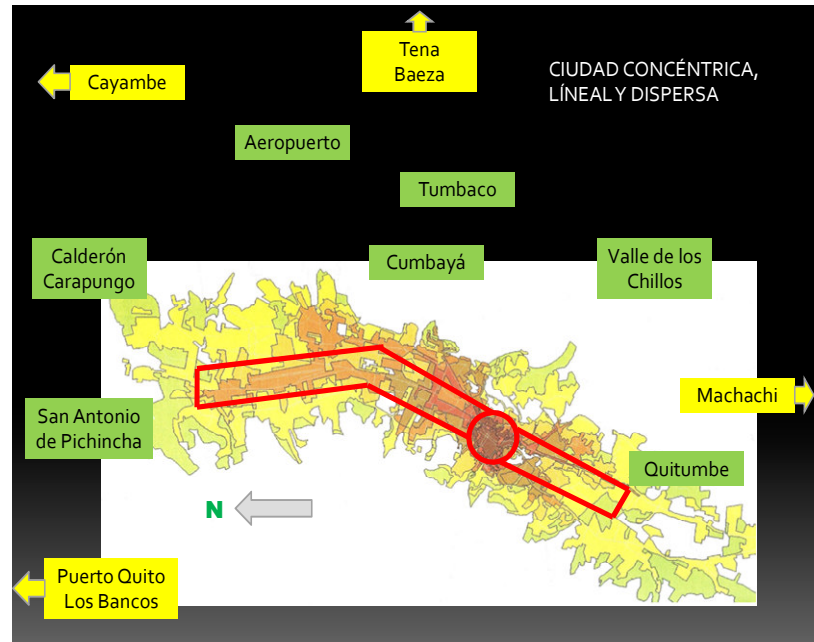 Tena
Baeza
CIUDAD CONCÉNTRICA,
LÍNEAL Y DISPERSA
Cayambe
Aeropuerto
Tumbaco
Calderón
Carapungo
Cumbayá
Valle de los
Chillos
Machachi
San Antonio
de Pichincha
Quitumbe
N
Puerto Quito
Los Bancos